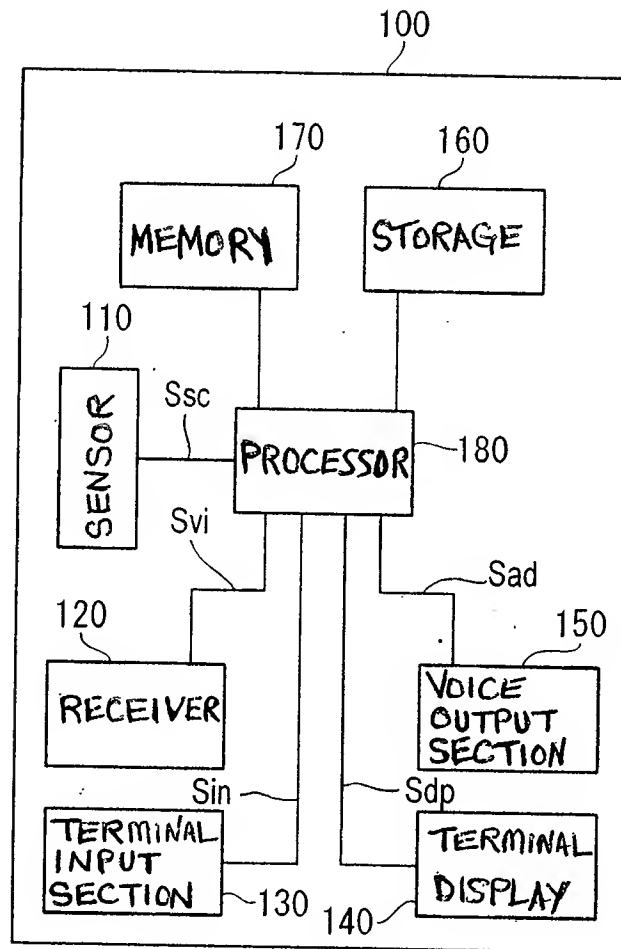 100
170
160
MEMORY
STORAGE
110
SENSOR
Ssc
PROCESSOR
180
Svi
Sad
120
150
RECEIVER
VOICE
OUTPUT
SECTION
Sin
Sdp
TERMINAL
INPUT
SECTION
130
TERMINAL
DISPLAY
140